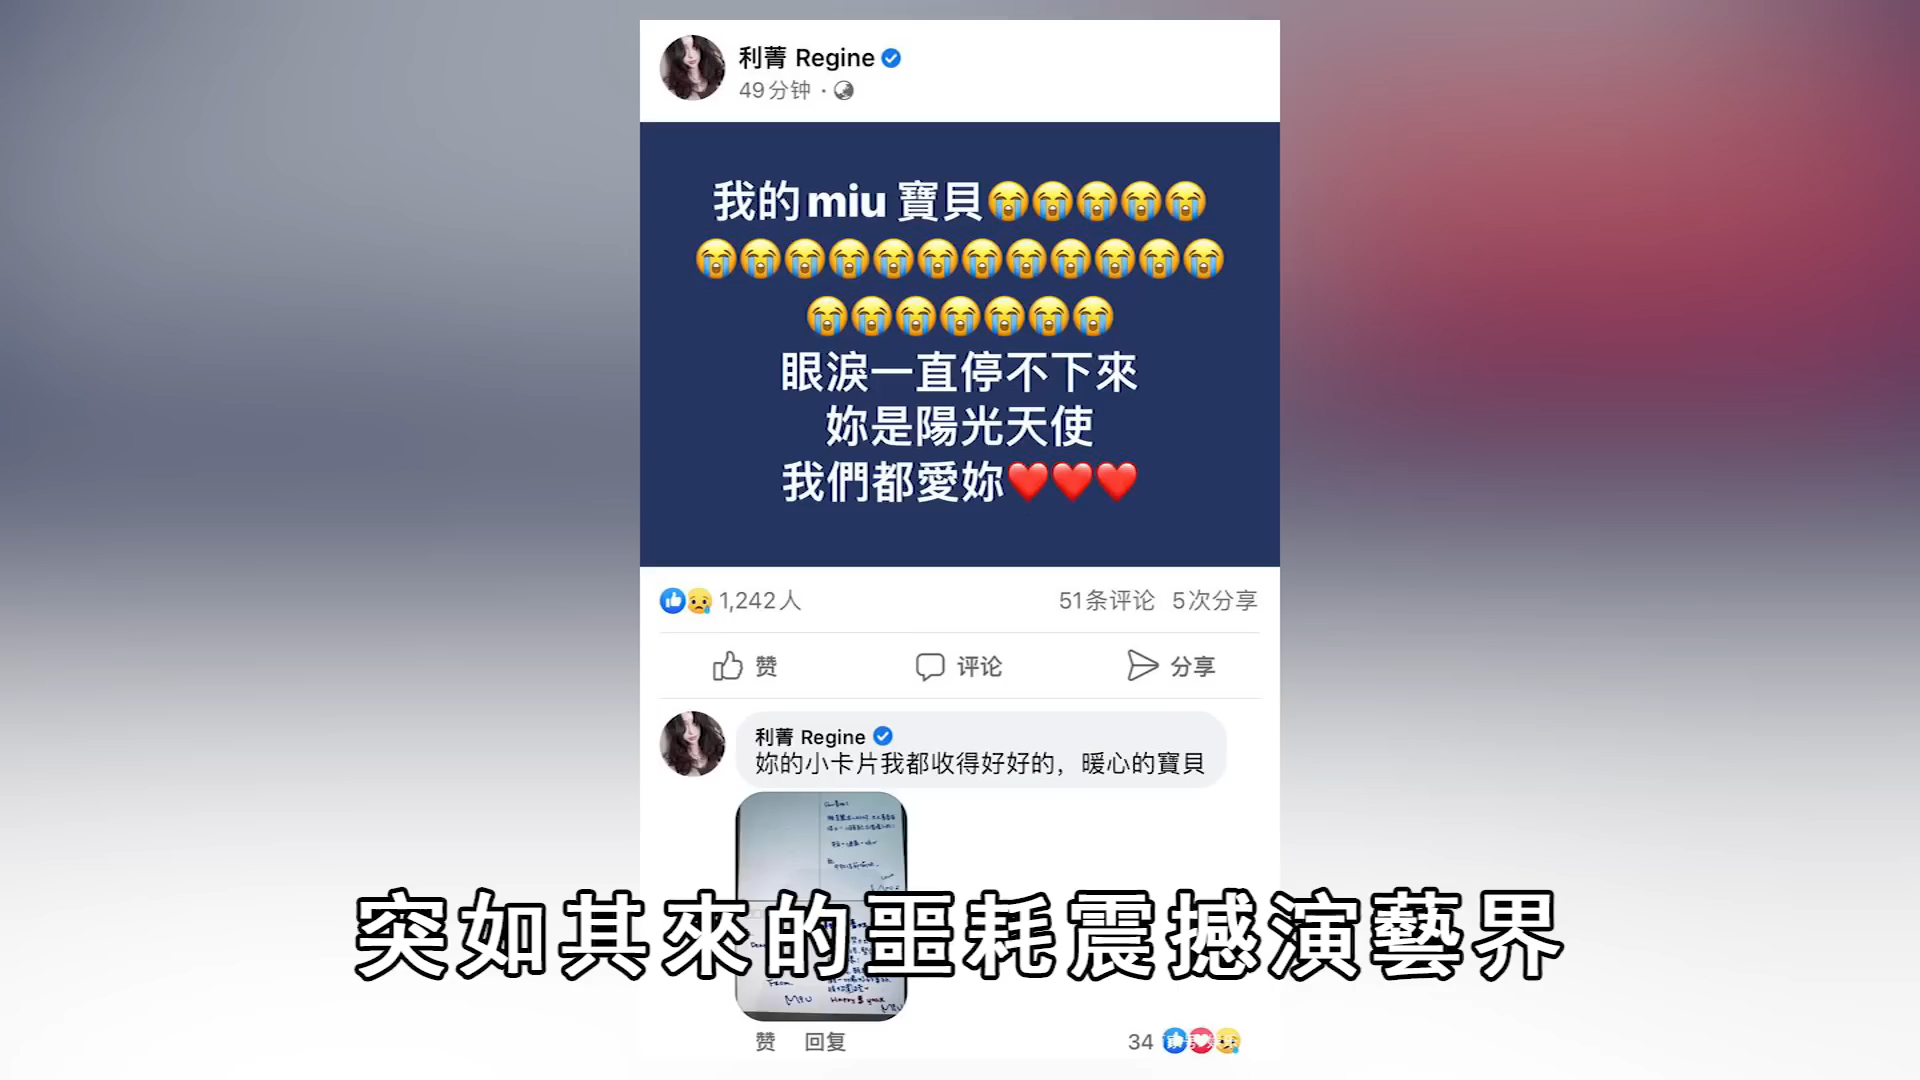 利菁 Regine
49分钟
我的miu 寶貝😭😭😭😭😭
😭😭😭😭😭😭😭😭😭😭😭😭
😭😭😭😭😭😭😭
眼淚一直停不下來
妳是陽光天使
我們都愛妳❤️❤️❤️
1,242人
51条评论 5次分享
赞 评论 分享
利菁 Regine
妳的小卡片我都收得好好的，暖心的寶貝
突如其來的噩耗震撼演藝界
From
MIU
Happy
赞 回复
34